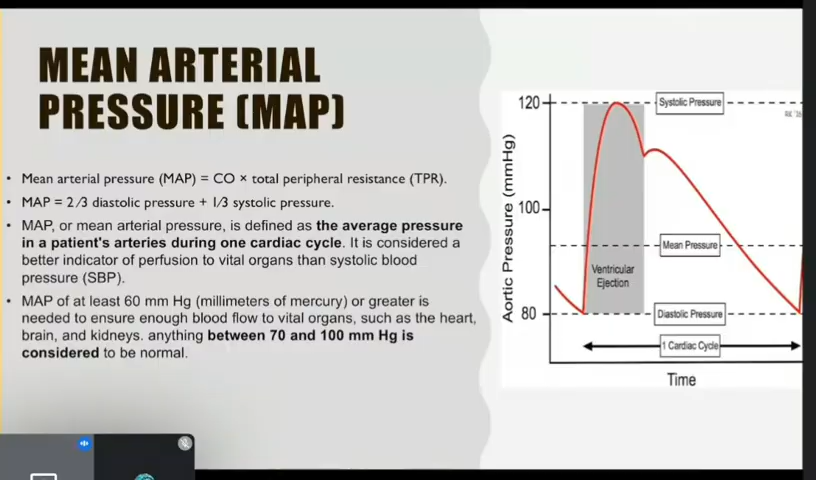 MEAN ARTERIAL
PRESSURE (MAP)
• Mean arterial pressure (MAP) = CO × total peripheral resistance (TPR).
• MAP = 2/3 diastolic pressure + 1/3 systolic pressure.
• MAP, or mean arterial pressure, is defined as the average pressure
in a patient's arteries during one cardiac cycle. It is considered a
better indicator of perfusion to vital organs than systolic blood
pressure (SBP).
• MAP of at least 60 mm Hg (millimeters of mercury) or greater is
needed to ensure enough blood flow to vital organs, such as the heart,
brain, and kidneys. anything between 70 and 100 mm Hg is
considered to be normal.
Aortic Pressure (mmHg)
120
Systolic Pressure
100
Mean Pressure
Ventricular
Ejection
80
Diastolic Pressure
1 Cardiac Cycle
Time